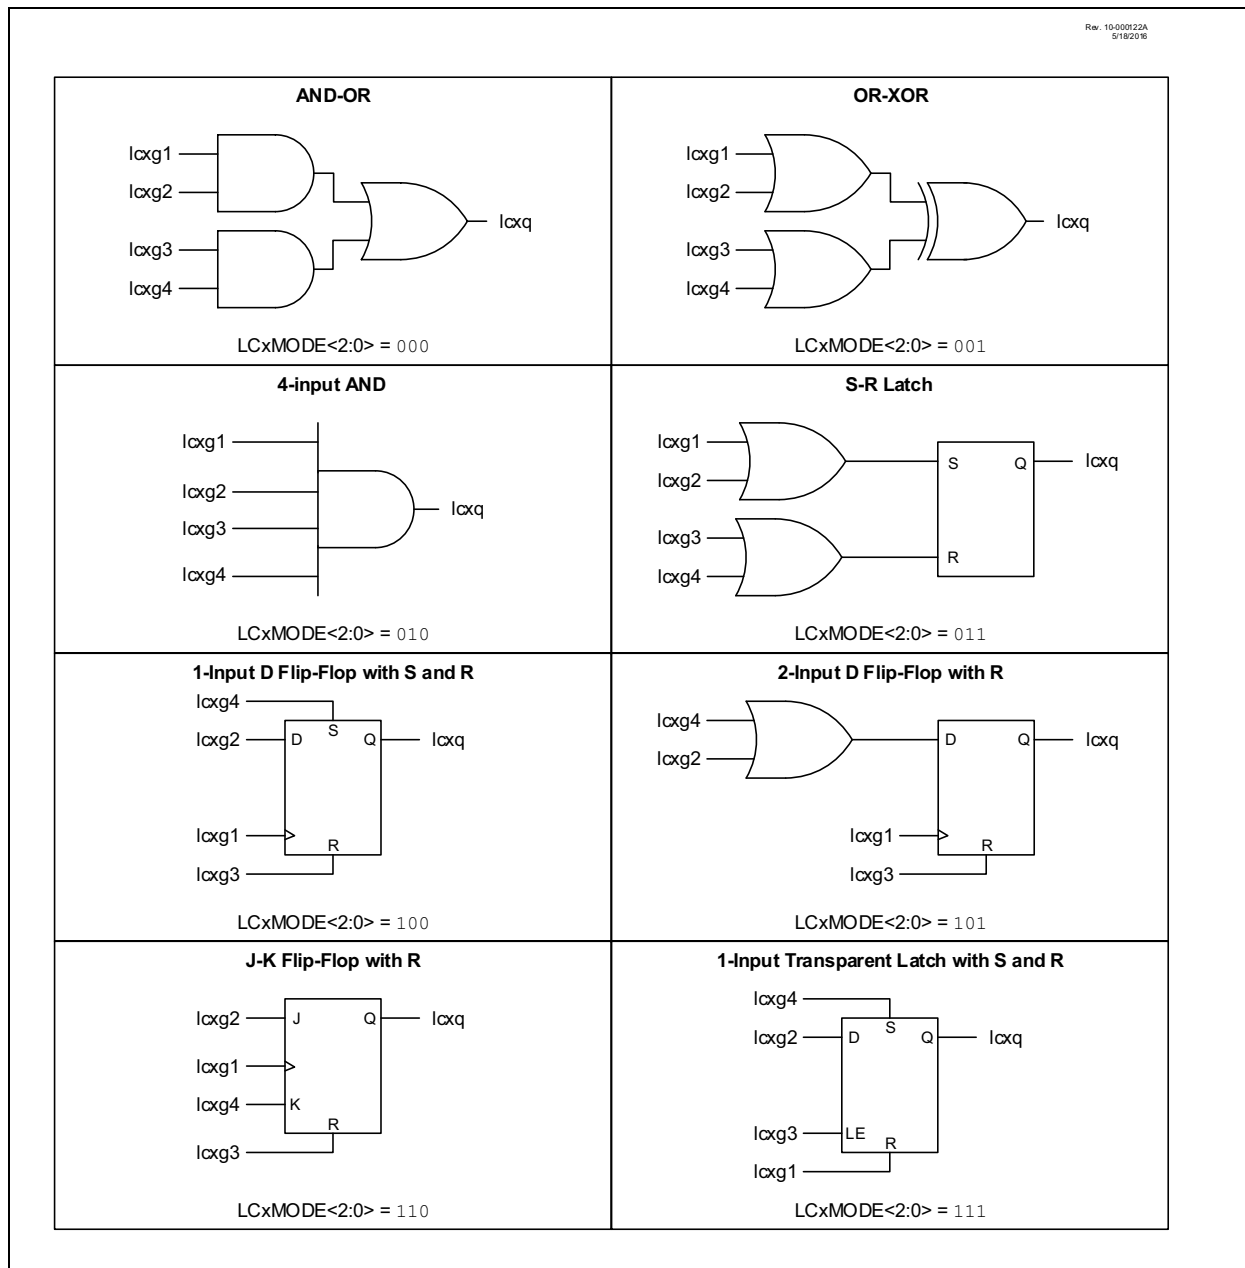 Rev. 10-000122A
5/18/2016
AND-OR
lcxg1
lcxg2
lcxg3
lcxg4
lcxq
LCxMODE<2:0> = 000
OR-XOR
lcxg1
lcxg2
lcxg3
lcxg4
lcxq
LCxMODE<2:0> = 001
4-input AND
lcxg1
lcxg2
lcxg3
lcxg4
lcxq
LCxMODE<2:0> = 010
S-R Latch
lcxg1
lcxg2
lcxg3
lcxg4
S
Q
R
lcxq
LCxMODE<2:0> = 011
1-Input D Flip-Flop with S and R
lcxg4
lcxg2
D
S
Q
lcxq
lcxg1
R
lcxg3
LCxMODE<2:0> = 100
2-Input D Flip-Flop with R
lcxg4
lcxg2
D
Q
lcxq
lcxg1
R
lcxg3
LCxMODE<2:0> = 101
J-K Flip-Flop with R
lcxg2
J
Q
lcxq
lcxg1
lcxg4
K
R
lcxg3
LCxMODE<2:0> = 110
1-Input Transparent Latch with S and R
lcxg4
lcxg2
D
S
Q
lcxq
lcxg3
LE
R
lcxg1
LCxMODE<2:0> = 111